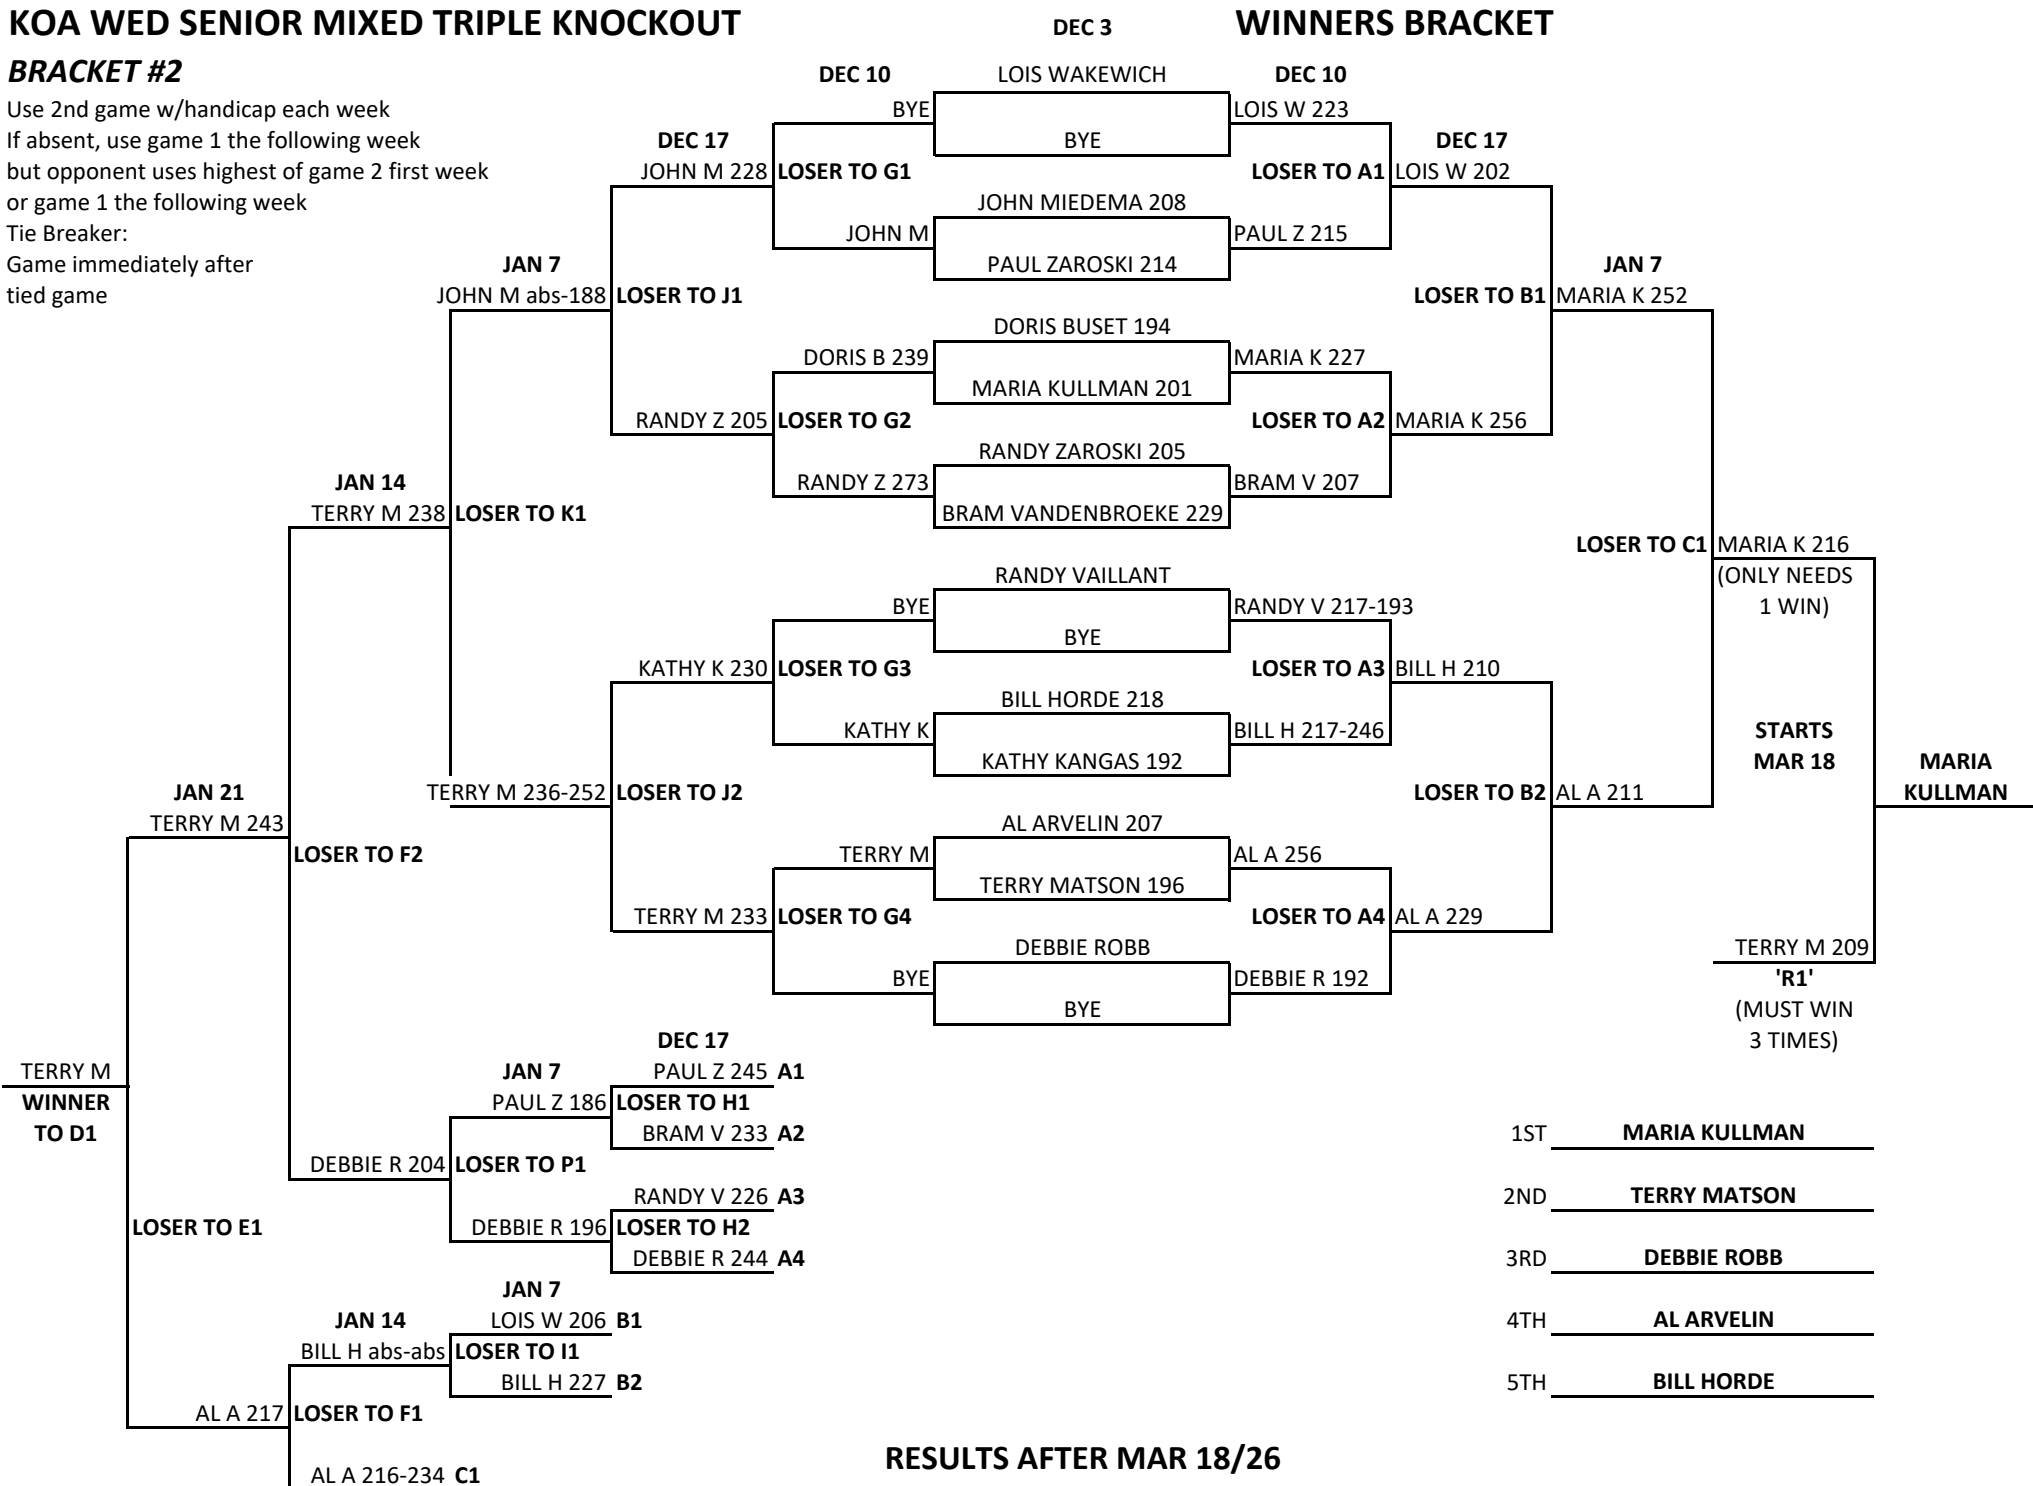 KOA WED SENIOR MIXED TRIPLE KNOCKOUT
DEC 3
WINNERS BRACKET
BRACKET #2
DEC 10
LOIS WAKEWICH
DEC 10
Use 2nd game w/handicap each week
BYE
LOIS W 223
If absent, use game 1 the following week
DEC 17
BYE
DEC 17
but opponent uses highest of game 2 first week
JOHN M 228
LOSER TO G1
LOSER TO A1
LOIS W 202
or game 1 the following week
JOHN MIEDEMA 208
Tie Breaker:
JOHN M
PAUL Z 215
Game immediately after
JAN 7
PAUL ZAROSKI 214
JAN 7
tied game
JOHN M abs-188
LOSER TO J1
LOSER TO B1
MARIA K 252
DORIS BUSET 194
DORIS B 239
MARIA K 227
MARIA KULLMAN 201
RANDY Z 205
LOSER TO G2
LOSER TO A2
MARIA K 256
RANDY ZAROSKI 205
JAN 14
RANDY Z 273
BRAM V 207
TERRY M 238
LOSER TO K1
BRAM VANDENBROEKE 229
LOSER TO C1
MARIA K 216
RANDY VAILLANT
(ONLY NEEDS
BYE
RANDY V 217-193
1 WIN)
BYE
KATHY K 230
LOSER TO G3
LOSER TO A3
BILL H 210
BILL HORDE 218
KATHY K
BILL H 217-246
STARTS
KATHY KANGAS 192
MAR 18
MARIA
JAN 21
TERRY M 236-252
LOSER TO J2
LOSER TO B2
AL A 211
KULLMAN
TERRY M 243
AL ARVELIN 207
LOSER TO F2
TERRY M
AL A 256
TERRY MATSON 196
TERRY M 233
LOSER TO G4
LOSER TO A4
AL A 229
DEBBIE ROBB
TERRY M 209
BYE
DEBBIE R 192
'R1'
BYE
(MUST WIN
DEC 17
3 TIMES)
TERRY M
JAN 7
PAUL Z 245 A1
WINNER
PAUL Z 186
LOSER TO H1
TO D1
BRAM V 233 A2
1ST
MARIA KULLMAN
DEBBIE R 204
LOSER TO P1
RANDY V 226 A3
2ND
TERRY MATSON
LOSER TO E1
DEBBIE R 196
LOSER TO H2
DEBBIE R 244 A4
3RD
DEBBIE ROBB
JAN 7
JAN 14
LOIS W 206 B1
4TH
AL ARVELIN
BILL H abs-abs
LOSER TO I1
BILL H 227 B2
5TH
BILL HORDE
AL A 217
LOSER TO F1
RESULTS AFTER MAR 18/26
AL A 216-234 C1